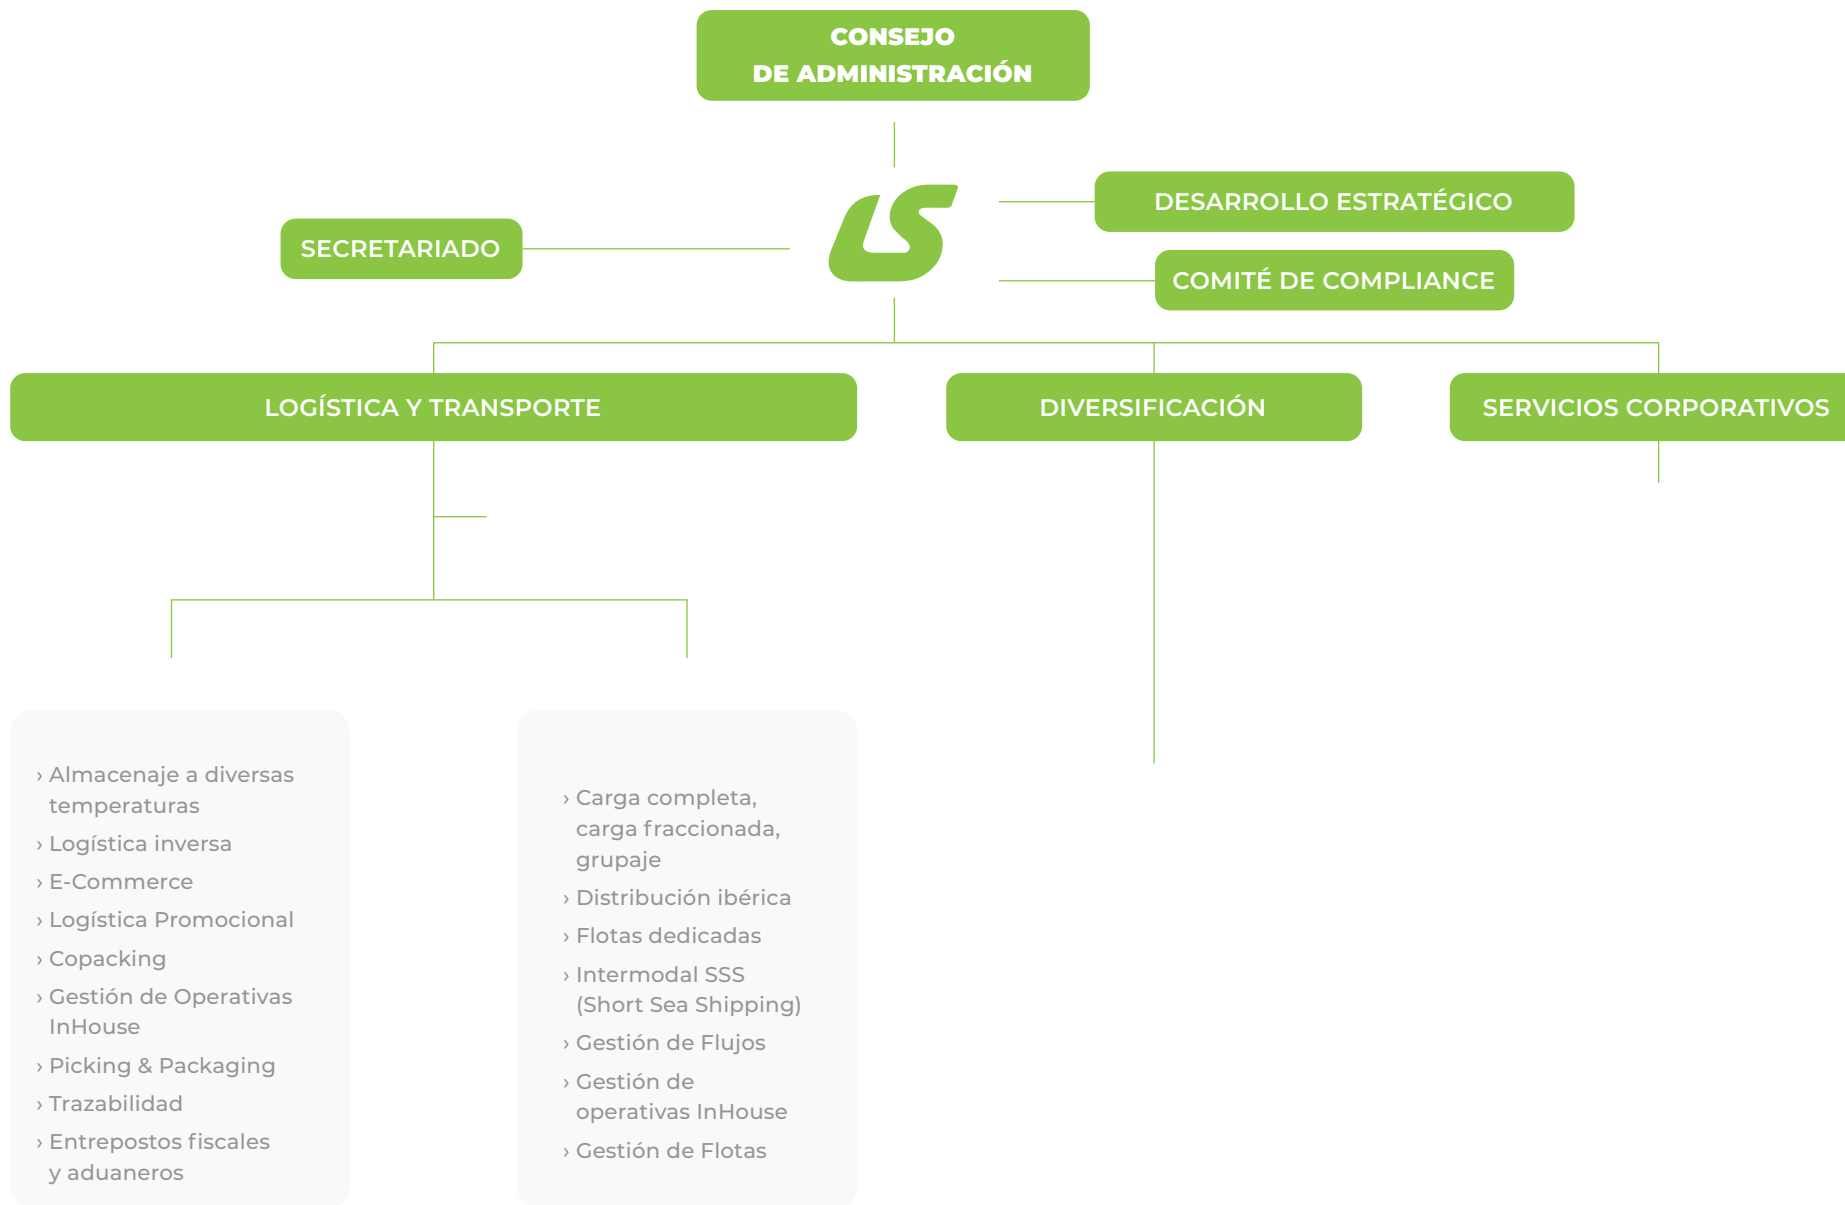 CONSEJO
DE ADMINISTRACIÓN
LS
DESARROLLO ESTRATÉGICO
SECRETARIADO
COMITÉ DE COMPLIANCE
LOGÍSTICA Y TRANSPORTE
DIVERSIFICACIÓN
SERVICIOS CORPORATIVOS
› Almacenaje a diversas
temperaturas
› Logística inversa
› E-Commerce
› Logística Promocional
› Copacking
› Gestión de Operativas
InHouse
› Picking & Packaging
› Trazabilidad
› Entrepostos fiscales
y aduaneros
› Carga completa,
carga fraccionada,
grupaje
› Distribución ibérica
› Flotas dedicadas
› Intermodal SSS
(Short Sea Shipping)
› Gestión de Flujos
› Gestión de
operativas InHouse
› Gestión de Flotas